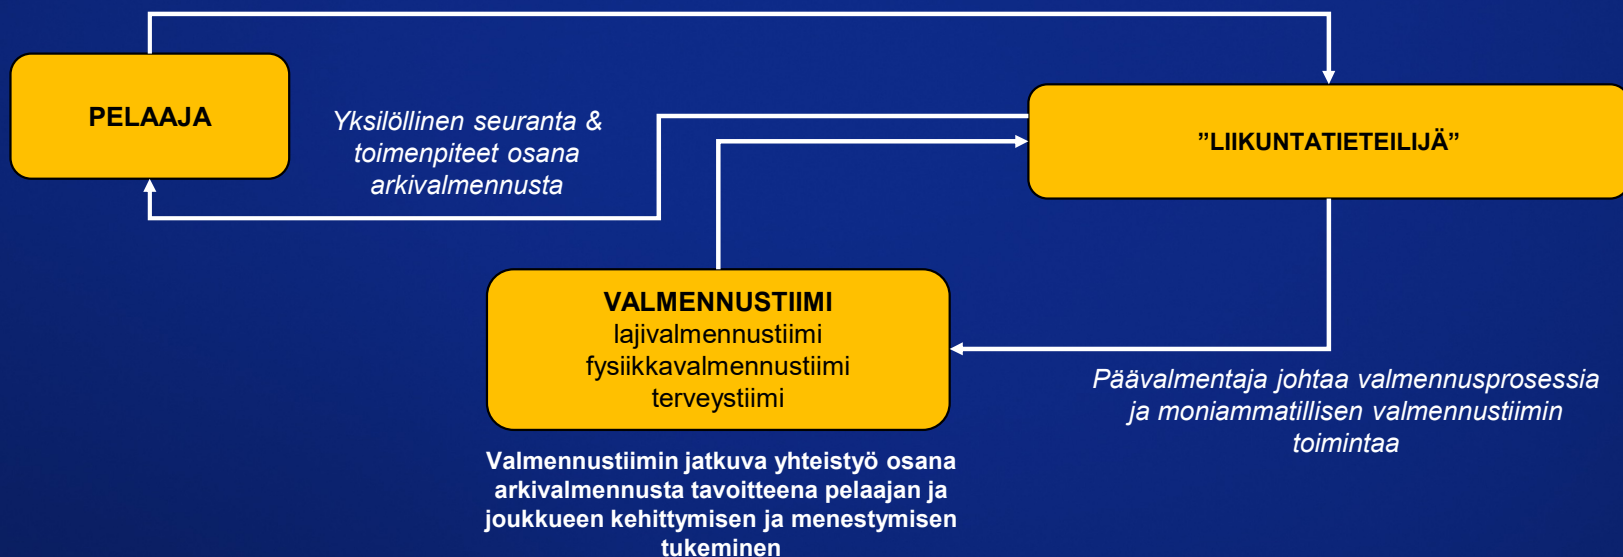 PELAAJA
Yksilöllinen seuranta &
toimenpiteet osana
arkivalmennusta
”LIIKUNTATIETEILIJÄ”
VALMENNUSTIIMI
lajivalmennustiimi
fysiikkavalmennustiimi
terveystiimi
Päävalmentaja johtaa valmennusprosessia
ja moniammatillisen valmennustiimin
toimintaa
Valmennustiimin jatkuva yhteistyö osana
arkivalmennusta tavoitteena pelaajan ja
joukkueen kehittymisen ja menestymisen
tukeminen